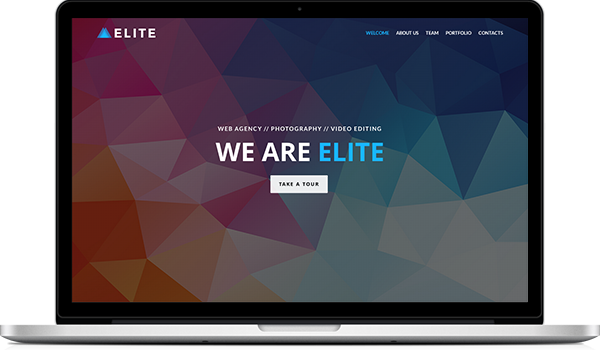 ELITE
WELCOME ABOUT US TEAM PORTFOLIO CONTACTS
WEB AGENCY // PHOTOGRAPHY // VIDEO EDITING
WE ARE ELITE
TAKE A TOUR